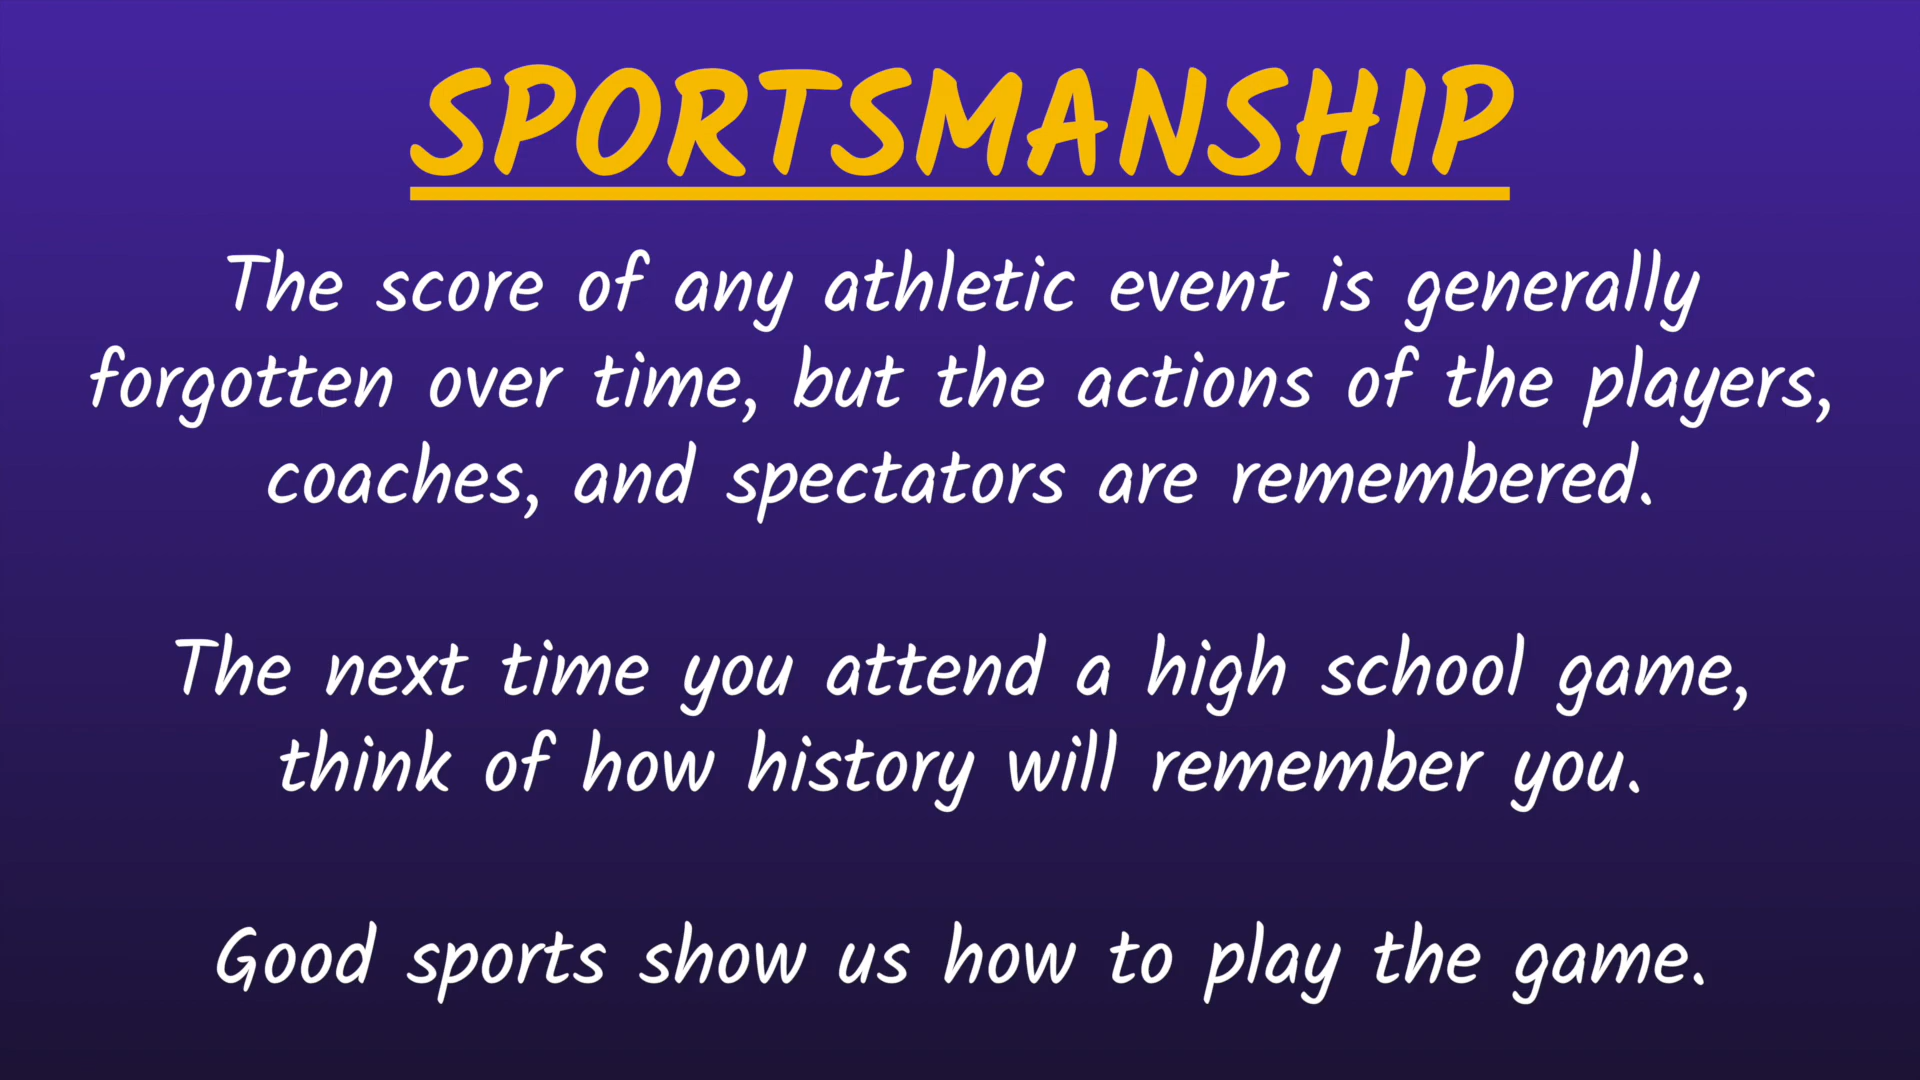 SPORTSMANSHIP
The score of any athletic event is generally
forgotten over time, but the actions of the players,
coaches, and spectators are remembered.
The next time you attend a high school game,
think of how history will remember you.
Good sports show us how to play the game.